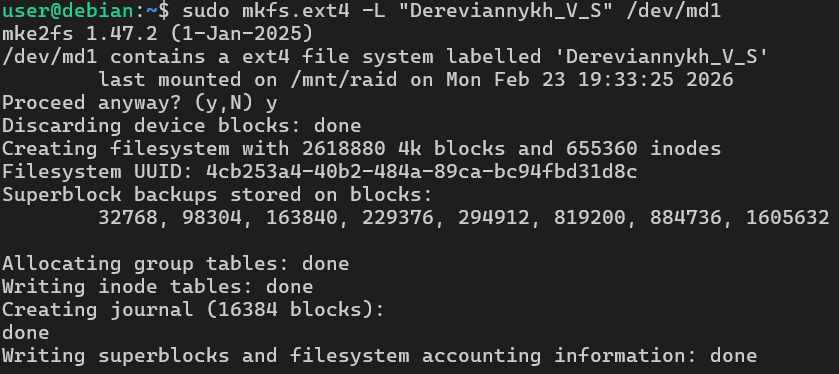 user@debian:~$ sudo mkfs.ext4 -L "Dereviannykh_V_S" /dev/md1
mke2fs 1.47.2 (1-Jan-2025)
/dev/md1 contains a ext4 file system labelled 'Dereviannykh_V_S'
        last mounted on /mnt/raid on Mon Feb 23 19:33:25 2026
Proceed anyway? (y,N) y
Discarding device blocks: done
Creating filesystem with 2618880 4k blocks and 655360 inodes
Filesystem UUID: 4cb253a4-40b2-484a-89ca-bc94fbd31d8c
Superblock backups stored on blocks:
        32768, 98304, 163840, 229376, 294912, 819200, 884736, 1605632

Allocating group tables: done
Writing inode tables: done
Creating journal (16384 blocks):
done
Writing superblocks and filesystem accounting information: done